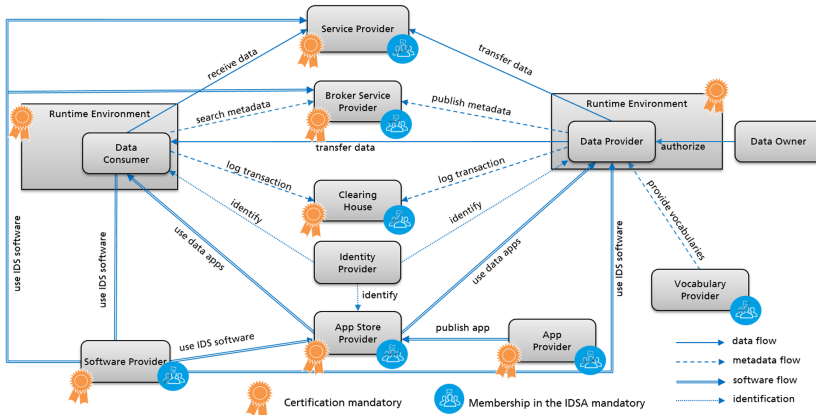 Service Provider
receive data
transfer data
Broker Service
Provider
Runtime Environment
Runtime Environment
search metadata
publish metadata
Data
Consumer
transfer data
Data Provider
authorize
Data Owner
log transaction
log transaction
Clearing
House
identify
identify
provide vocabularies
use data apps
use data apps
Identity
Provider
use IDS software
use IDS software
use IDS software
identify
Vocabulary
Provider
App Store
Provider
publish app
App
Provider
use IDS software
Software Provider
data flow
metadata flow
software flow
identification
Certification mandatory
Membership in the IDSA mandatory